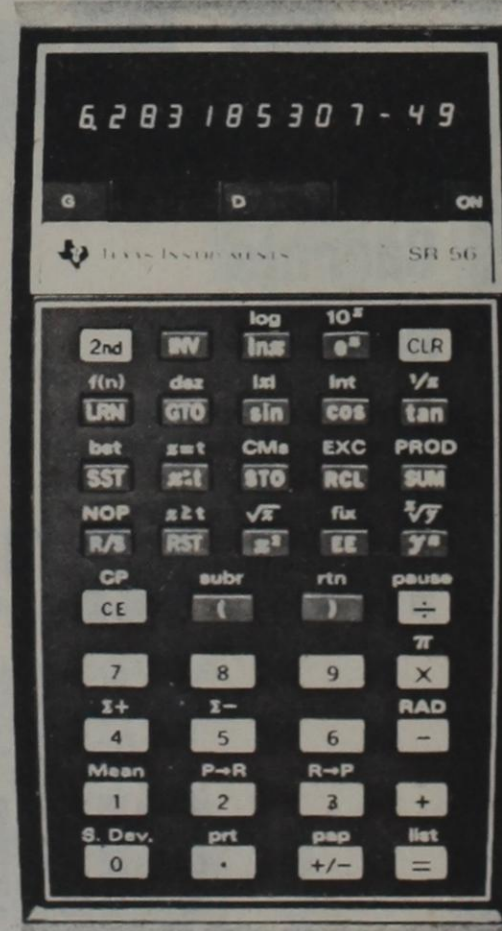 6.283185307-49
G D ON
TEXAS INSTRUMENTS SR 56
log 10ˣ
2nd INV lnx eˣ CLR
f(n) dsz |x| Int 1/x
LRN GTO sin cos tan
bst x=t CMs EXC PROD
SST x:t STO RCL SUM
NOP x≥t √x fix ˣ√y
R/S RST x² EE yˣ
CP subr rtn pause
CE ( ) ÷
π
7 8 9 ×
Σ+ Σ- RAD
4 5 6 −
Mean P→R R→P
1 2 3 +
S. Dev. prt pap list
0 . +/- =